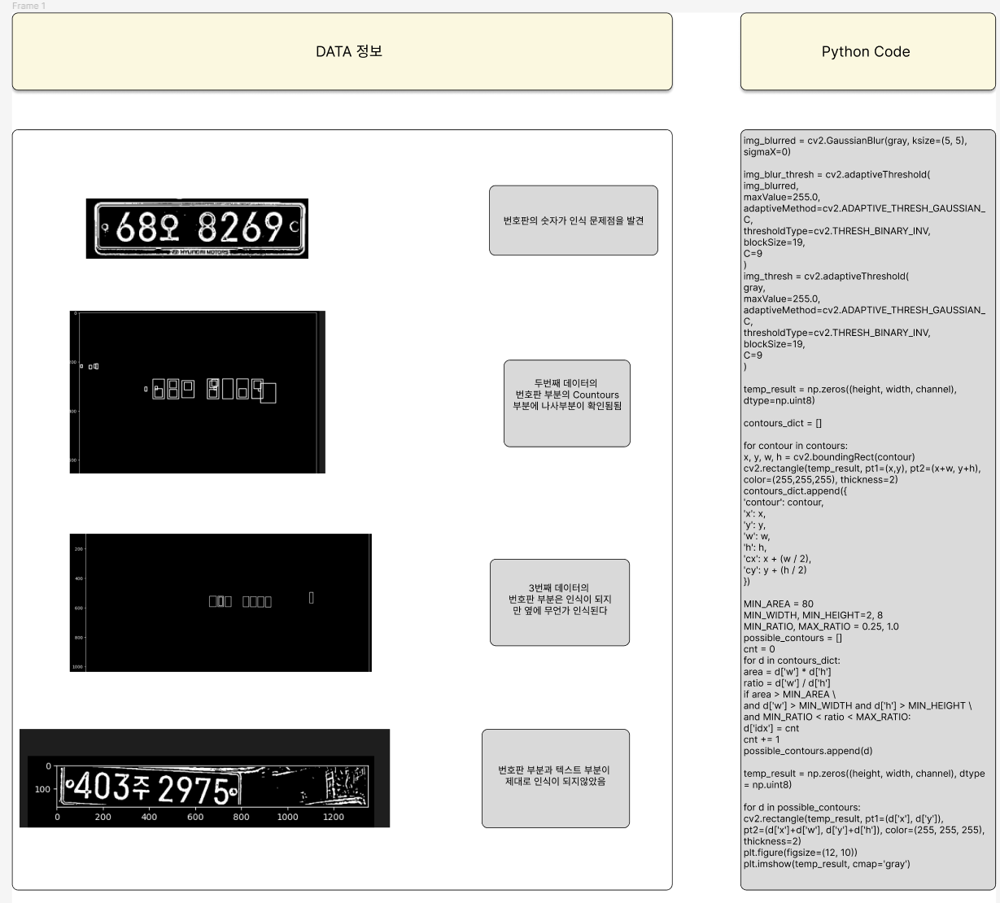 Frame 1
DATA 정보
Python Code
68오 8269
C
HYUNDAI MOTORS
번호판의 숫자가 인식 문제점을 발견
0
두번째 데이터의
번호판 부분의 Countours
부분에 나사부분이 확인됨됨
200
400
600
800
1000
3번째 데이터의
번호판 부분은 인식이 되지
만 옆에 무언가 인식된다
0
100
403주 2975
0 200 400 600 800 1000 1200
번호판 부분과 텍스트 부분이
제대로 인식이 되지않았음
img_blurred = cv2.GaussianBlur(gray, ksize=(5, 5),
sigmaX=0)
img_blur_thresh = cv2.adaptiveThreshold(
img_blurred,
maxValue=255.0,
adaptiveMethod=cv2.ADAPTIVE_THRESH_GAUSSIAN_
C,
thresholdType=cv2.THRESH_BINARY_INV,
blockSize=19,
C=9
)
img_thresh = cv2.adaptiveThreshold(
gray,
maxValue=255.0,
adaptiveMethod=cv2.ADAPTIVE_THRESH_GAUSSIAN_
C,
thresholdType=cv2.THRESH_BINARY_INV,
blockSize=19,
C=9
)
temp_result = np.zeros((height, width, channel),
dtype=np.uint8)
contours_dict = []
for contour in contours:
x, y, w, h = cv2.boundingRect(contour)
cv2.rectangle(temp_result, pt1=(x,y), pt2=(x+w, y+h),
color=(255,255,255), thickness=2)
contours_dict.append({
'contour': contour,
'x': x,
'y': y,
'w': w,
'h': h,
'cx': x + (w / 2),
'cy': y + (h / 2)
})
MIN_AREA = 80
MIN_WIDTH, MIN_HEIGHT=2, 8
MIN_RATIO, MAX_RATIO = 0.25, 1.0
possible_contours = []
cnt = 0
for d in contours_dict:
area = d['w'] * d['h']
ratio = d['w'] / d['h']
if area > MIN_AREA \
and d['w'] > MIN_WIDTH and d['h'] > MIN_HEIGHT \
and MIN_RATIO < ratio < MAX_RATIO:
d['idx'] = cnt
cnt += 1
possible_contours.append(d)
temp_result = np.zeros((height, width, channel), dtype
= np.uint8)
for d in possible_contours:
cv2.rectangle(temp_result, pt1=(d['x'], d['y']),
pt2=(d['x']+d['w'], d['y']+d['h']), color=(255, 255, 255),
thickness=2)
plt.figure(figsize=(12, 10))
plt.imshow(temp_result, cmap='gray')